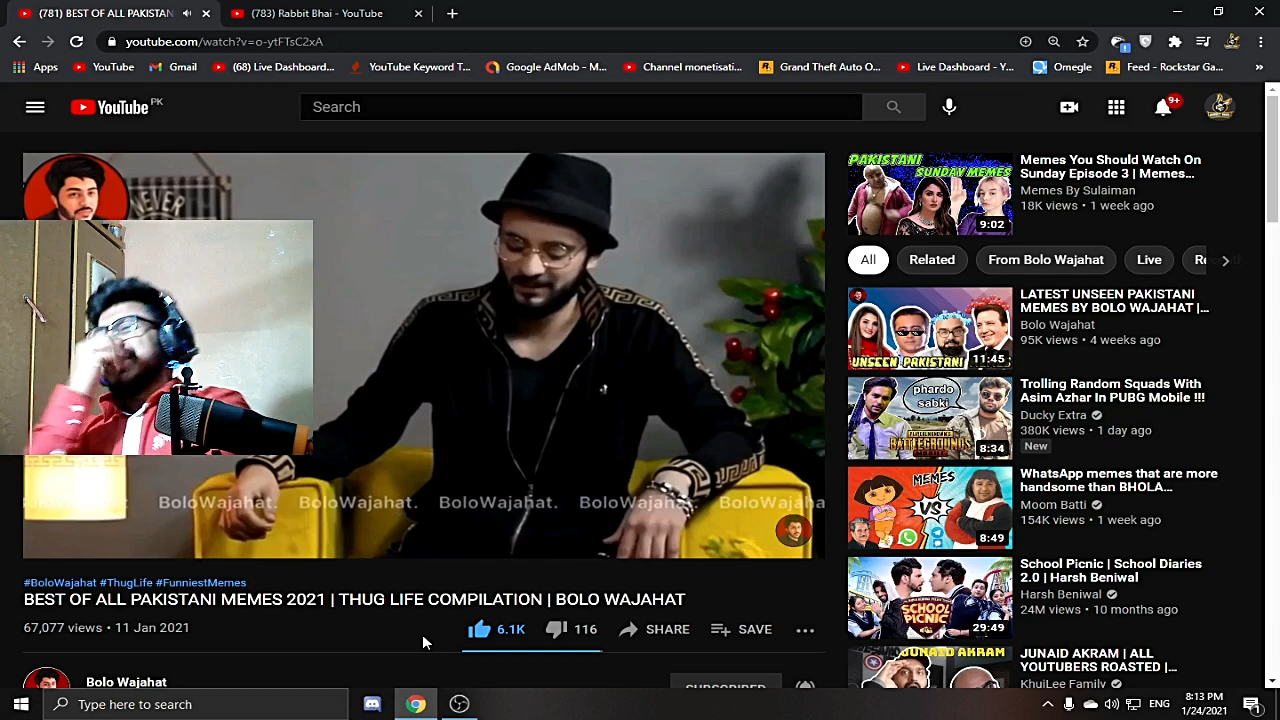 (781) BEST OF ALL PAKISTAN
(783) Rabbit Bhai - YouTube
youtube.com/watch?v=o-ytFTsC2xA
Apps
YouTube
Gmail
(68) Live Dashboard...
YouTube Keyword T...
Google AdMob - M...
Channel monetisati...
Grand Theft Auto O...
Live Dashboard - Y...
Omegle
Feed - Rockstar Ga...
»
YouTube PK
Search
9+
NEVER
BoloWajahat. BoloWajahat. BoloWajahat. BoloWajahat. BoloWaja
#BoloWajahat #ThugLife #FunniestMemes
BEST OF ALL PAKISTANI MEMES 2021 | THUG LIFE COMPILATION | BOLO WAJAHAT
67,077 views • 11 Jan 2021
6.1K
116
SHARE
SAVE
Bolo Wajahat
SUBSCRIBED
PAKISTANI
SUNDAY MEMES
9:02
Memes You Should Watch On
Sunday Episode 3 | Memes...
Memes By Sulaiman
18K views • 1 week ago
All
Related
From Bolo Wajahat
Live
UNSEEN PAKISTANI
11:45
LATEST UNSEEN PAKISTANI
MEMES BY BOLO WAJAHAT |...
Bolo Wajahat
95K views • 4 weeks ago
phardo
sabki
BATTLEGROUNDS
8:34
Trolling Random Squads With
Asim Azhar In PUBG Mobile !!!
Ducky Extra
380K views • 1 day ago
New
MEMES
VS
8:49
WhatsApp memes that are more
handsome than BHOLA...
Moom Batti
154K views • 1 week ago
SCHOOL
PICNIC
29:49
School Picnic | School Diaries
2.0 | Harsh Beniwal
Harsh Beniwal
24M views • 10 months ago
JUNAID AKRAM
JUNAID AKRAM | ALL
YOUTUBERS ROASTED |...
KhujLee Family
Type here to search
ENG
8:13 PM
1/24/2021
1